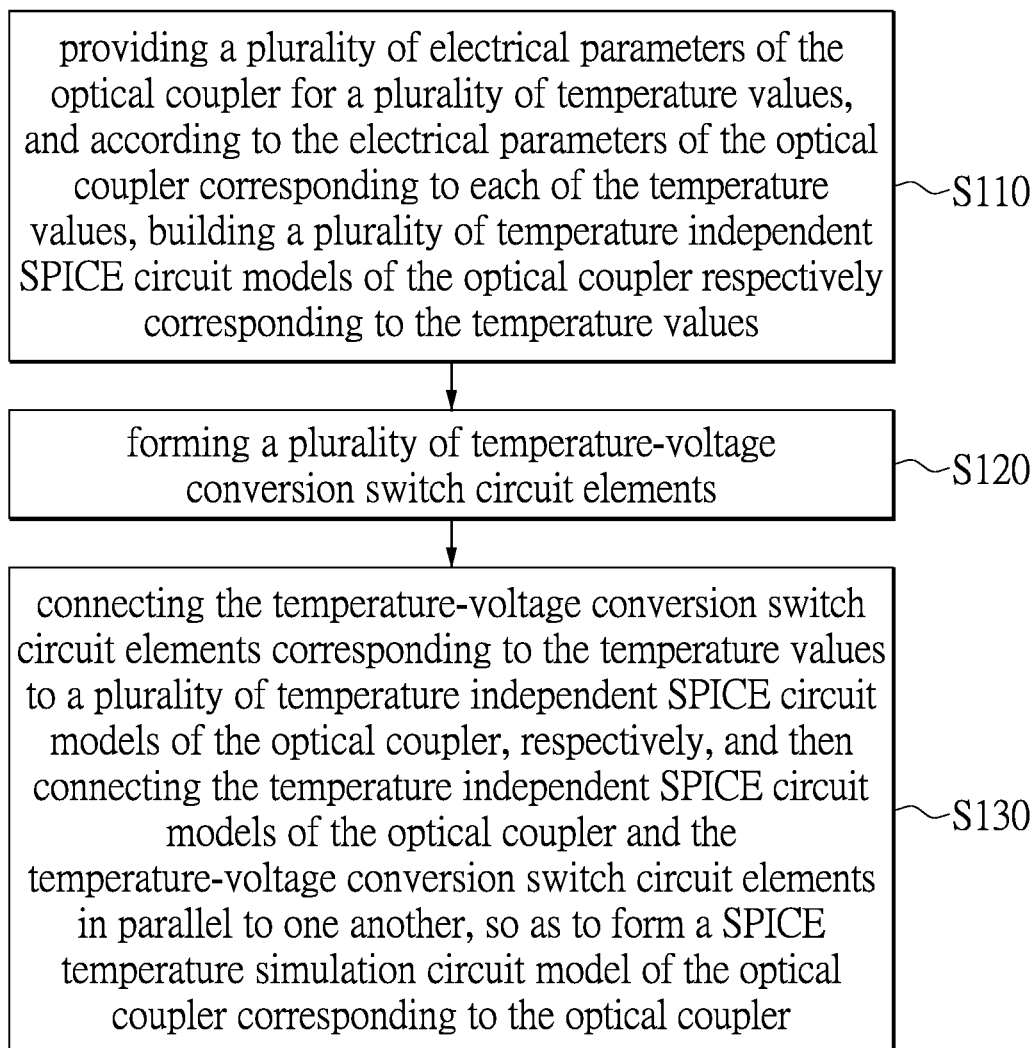 providing a plurality of electrical parameters of the
optical coupler for a plurality of temperature values,
and according to the electrical parameters of the optical
coupler corresponding to each of the temperature
values, building a plurality of temperature independent
SPICE circuit models of the optical coupler respectively
corresponding to the temperature values
S110
forming a plurality of temperature-voltage
conversion switch circuit elements
S120
connecting the temperature-voltage conversion switch
circuit elements corresponding to the temperature values
to a plurality of temperature independent SPICE circuit
models of the optical coupler, respectively, and then
connecting the temperature independent SPICE circuit
models of the optical coupler and the
temperature-voltage conversion switch circuit elements
in parallel to one another, so as to form a SPICE
temperature simulation circuit model of the optical
coupler corresponding to the optical coupler
S130